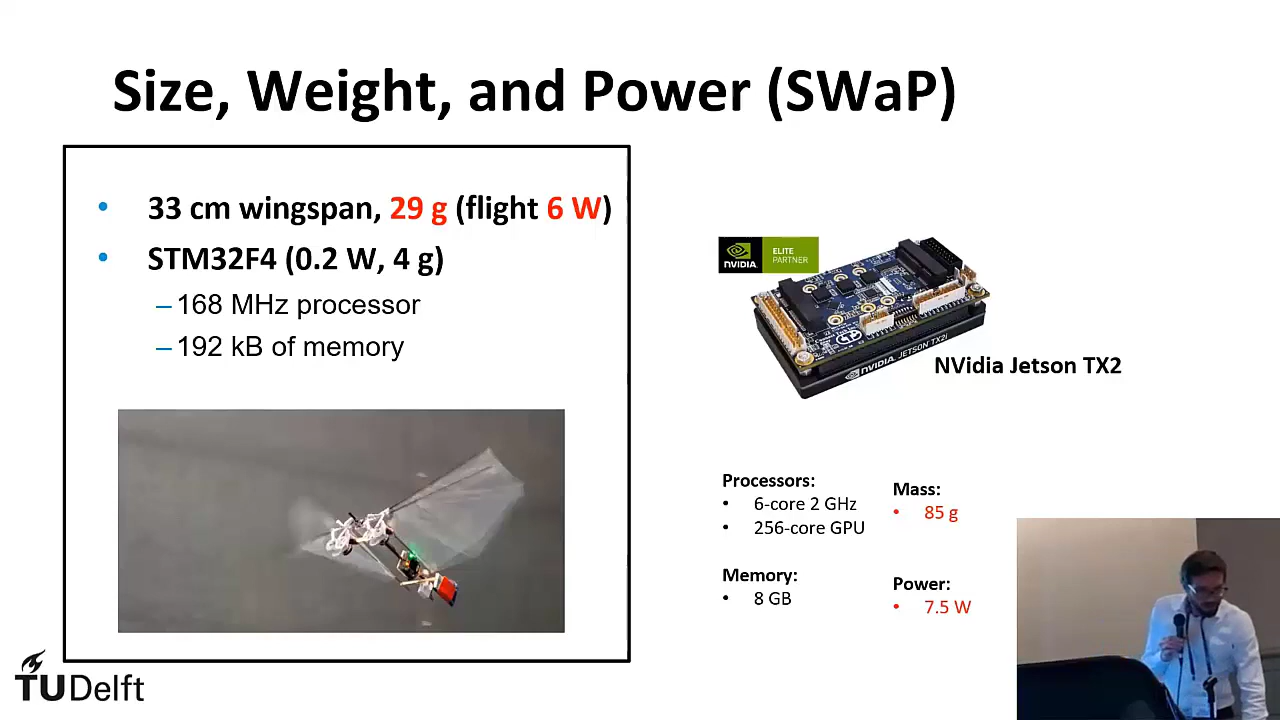 Size, Weight, and Power (SWaP)
• 33 cm wingspan, 29 g (flight 6 W)
• STM32F4 (0.2 W, 4 g)
– 168 MHz processor
– 192 kB of memory
NVIDIA. ELITE PARTNER
NVIDIA. JETSON TX2i
NVidia Jetson TX2
Processors:
• 6-core 2 GHz
• 256-core GPU
Memory:
• 8 GB
Mass:
• 85 g
Power:
• 7.5 W
TUDelft